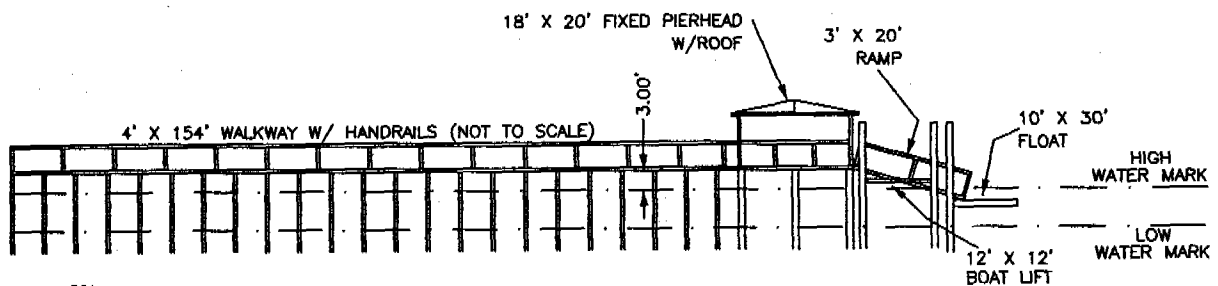 18' X 20' FIXED PIERHEAD
W/ROOF
3' X 20'
RAMP
3.00'
10' X 30'
FLOAT
4' X 154' WALKWAY W/ HANDRAILS (NOT TO SCALE)
HIGH
WATER MARK
LOW
WATER MARK
12' X 12'
BOAT LIFT